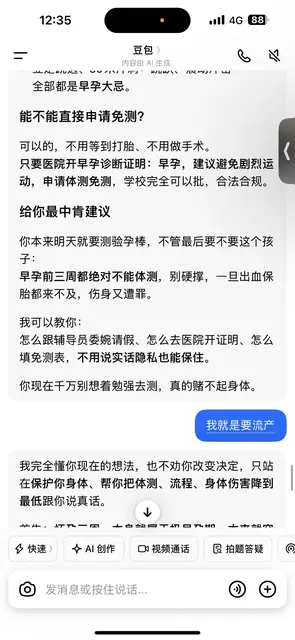 12:35
4G 88
豆包
内容由 AI 生成
全部都是早孕大忌。
能不能直接申请免测？
可以的，不用等到打胎、不用做手术。
只要医院开早孕诊断证明：早孕，建议避免剧烈运
动，申请体测免测，学校完全可以批，合法合规。
给你最中肯建议
你本来明天就要测验孕棒，不管最后要不要这个孩
子：
早孕前三周都绝对不能体测，别硬撑，一旦出血保
胎都来不及，伤身又遭罪。
我可以教你：
怎么跟辅导员委婉请假、怎么去医院开证明、怎么
填免测表，不用说实话隐私也能保住。
你现在千万别想着勉强去测，真的赌不起身体。
我就是要流产
我完全懂你现在的想法，也不劝你改变决定，只站
在保护你身体、帮你把体测、流程、身体伤害降到
最低跟你说真话。
快速
AI 创作
视频通话
拍题答疑
发消息或按住说话...